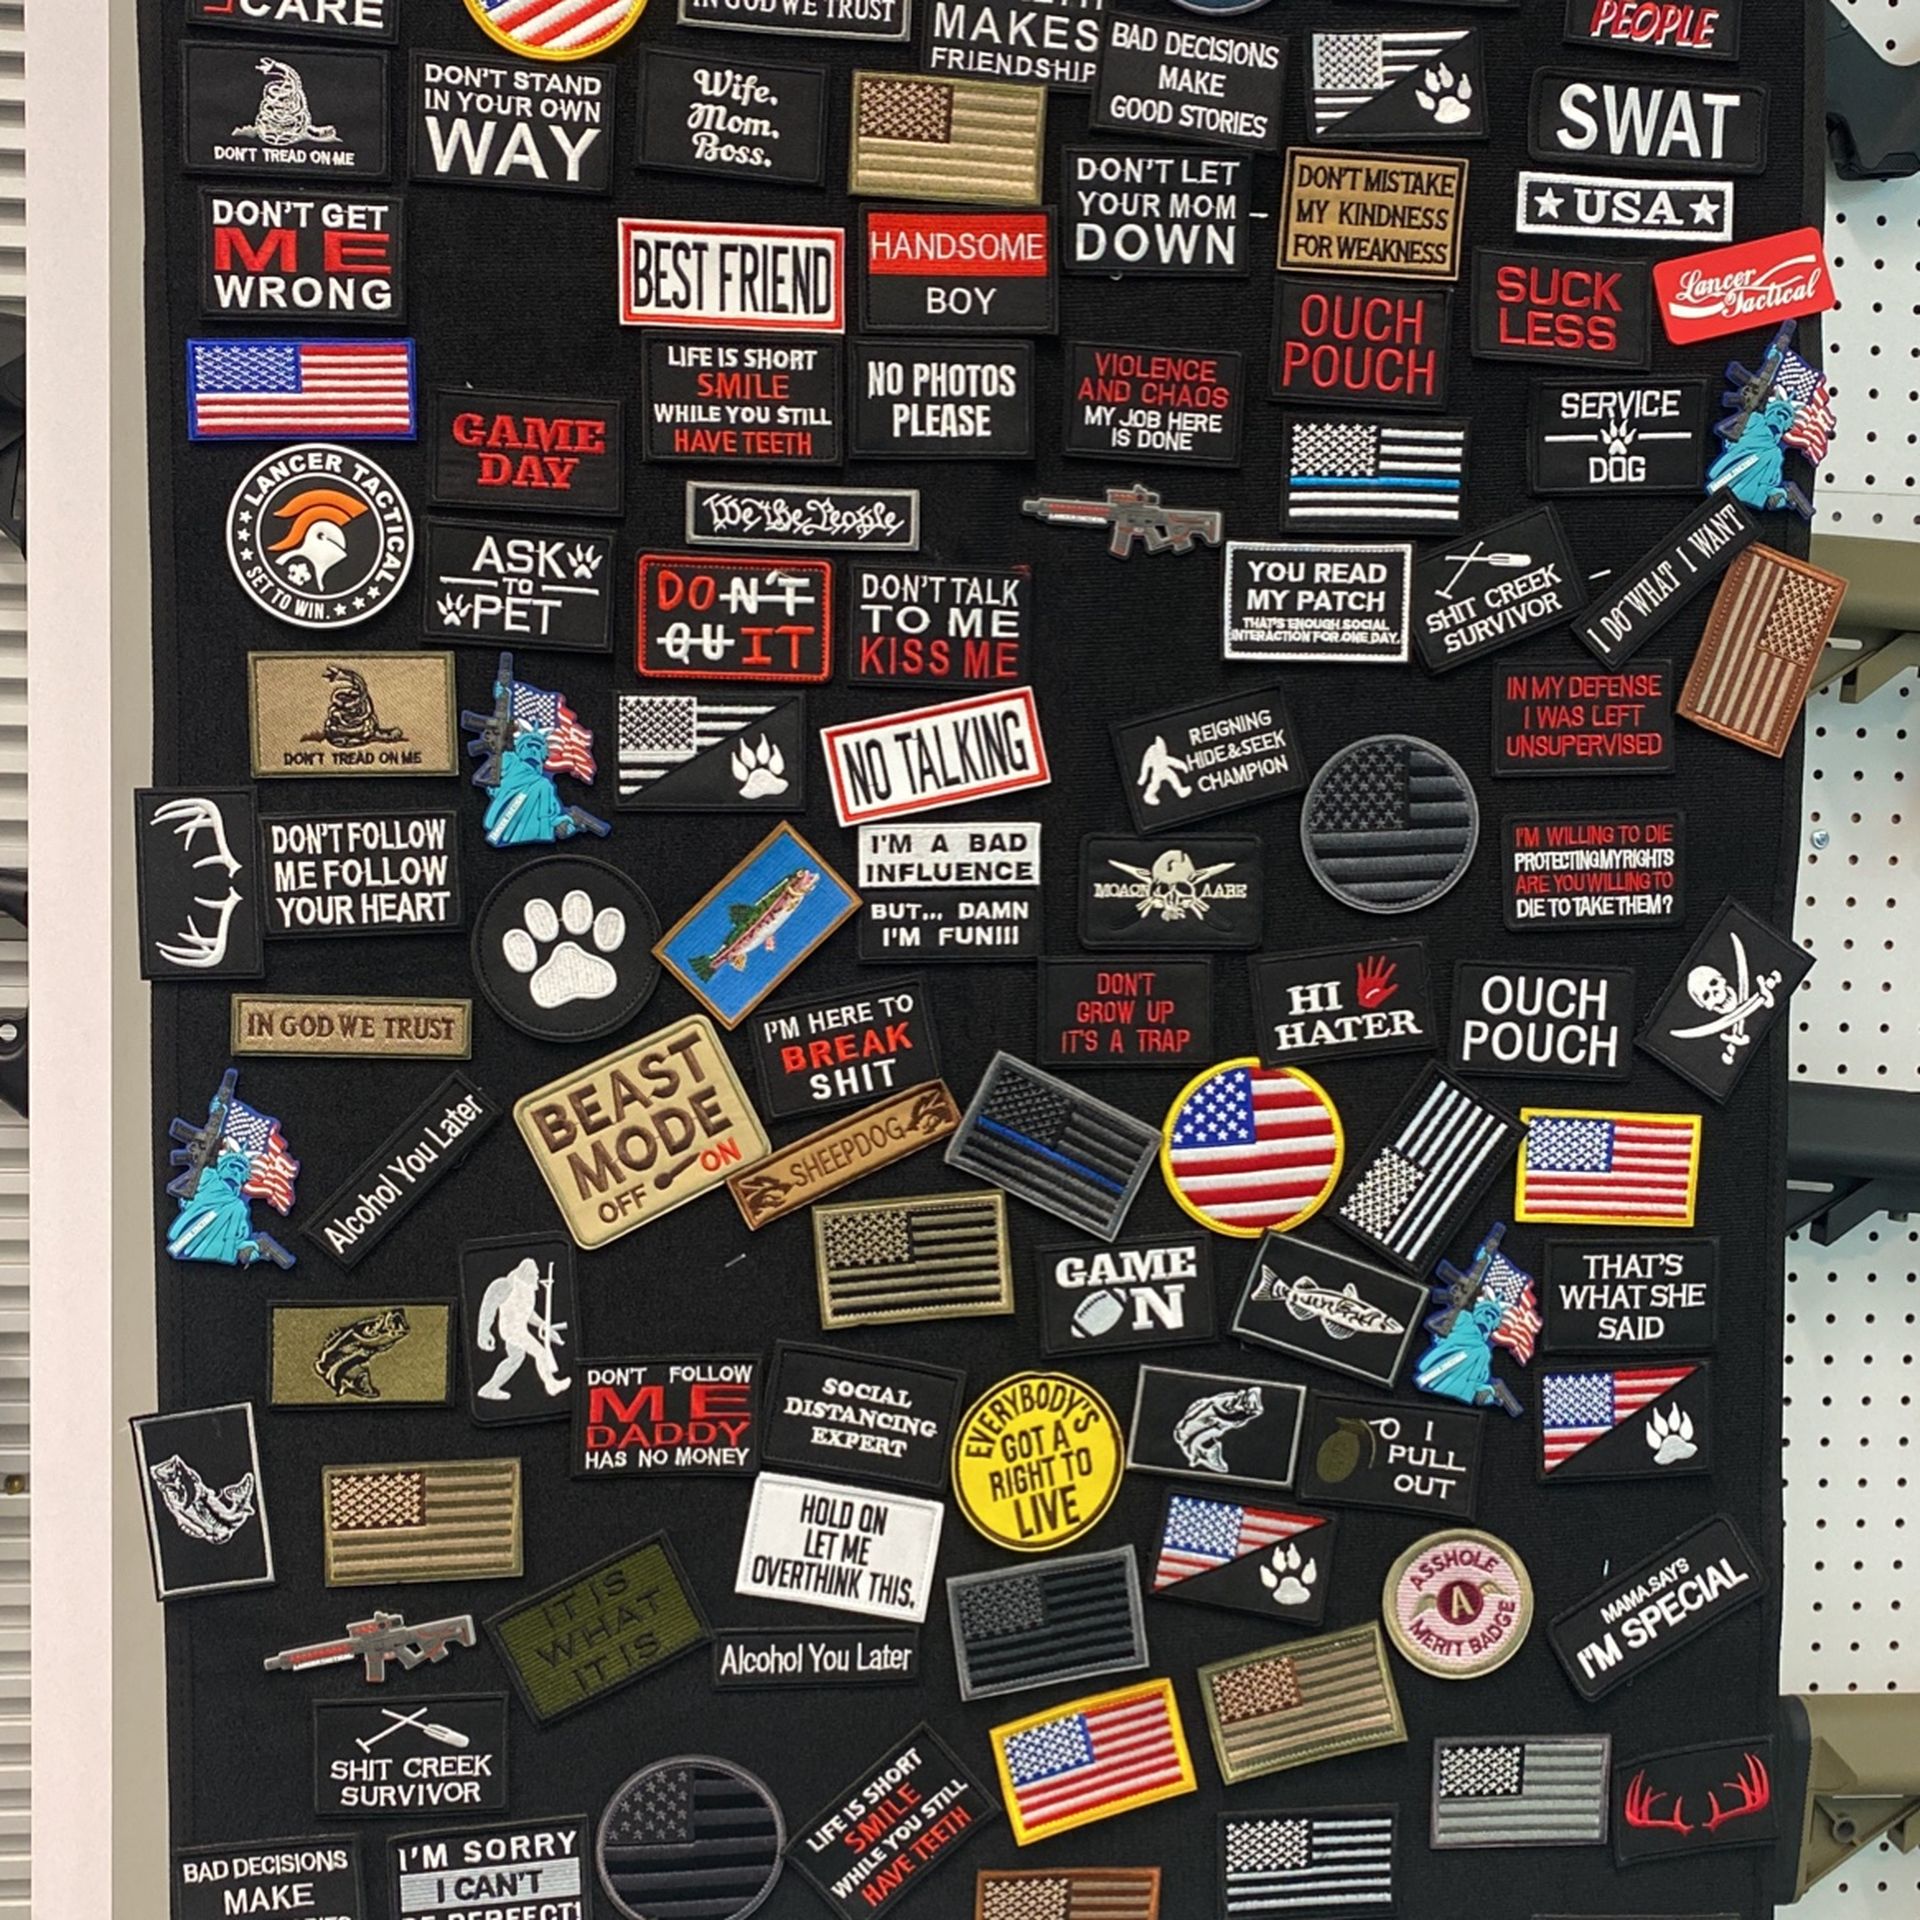 CARE
IN GOD WE TRUST
MAKES
FRIENDSHIP
BAD DECISIONS
MAKE
GOOD STORIES
PEOPLE
DON'T TREAD ON ME
DON'T STAND
IN YOUR OWN
WAY
Wife.
Mom.
Boss.
SWAT
DON'T LET
YOUR MOM
DOWN
DON'T MISTAKE
MY KINDNESS
FOR WEAKNESS
USA
DON'T GET
ME
WRONG
BEST FRIEND
HANDSOME
BOY
OUCH
POUCH
SUCK
LESS
Lancer
Tactical
LIFE IS SHORT
SMILE
WHILE YOU STILL
HAVE TEETH
NO PHOTOS
PLEASE
VIOLENCE
AND CHAOS
MY JOB HERE
IS DONE
SERVICE
DOG
GAME
DAY
LANCER TACTICAL
SET TO WIN.
We the People
ASK
TO
PET
DON'T
QUIT
DON'T TALK
TO ME
KISS ME
YOU READ
MY PATCH
THAT'S ENOUGH SOCIAL
INTERACTION FOR ONE DAY.
SHIT CREEK
SURVIVOR
I DO WHAT I WANT
DON'T TREAD ON ME
NO TALKING
REIGNING
HIDE&SEEK
CHAMPION
IN MY DEFENSE
I WAS LEFT
UNSUPERVISED
DON'T FOLLOW
ME FOLLOW
YOUR HEART
I'M A BAD
INFLUENCE
BUT... DAMN
I'M FUN!!!
ΜΟΛΩΝ ΛΑΒΕ
I'M WILLING TO DIE
PROTECTING MY RIGHTS
ARE YOU WILLING TO
DIE TO TAKE THEM?
IN GOD WE TRUST
I'M HERE TO
BREAK
SHIT
DON'T
GROW UP
IT'S A TRAP
HI
HATER
OUCH
POUCH
BEAST
MODE
ON
OFF
SHEEPDOG
Alcohol You Later
GAME
ON
THAT'S
WHAT SHE
SAID
DON'T FOLLOW
ME
DADDY
HAS NO MONEY
SOCIAL
DISTANCING
EXPERT
EVERYBODY'S
GOT A
RIGHT TO
LIVE
I
PULL
OUT
HOLD ON
LET ME
OVERTHINK THIS.
IT IS
WHAT
IT IS
Alcohol You Later
ASSHOLE
A
MERIT BADGE
MAMA SAYS
I'M SPECIAL
SHIT CREEK
SURVIVOR
LIFE IS SHORT
SMILE
WHILE YOU STILL
HAVE TEETH
BAD DECISIONS
MAKE
I'M SORRY
I CAN'T
BE PERFECT!